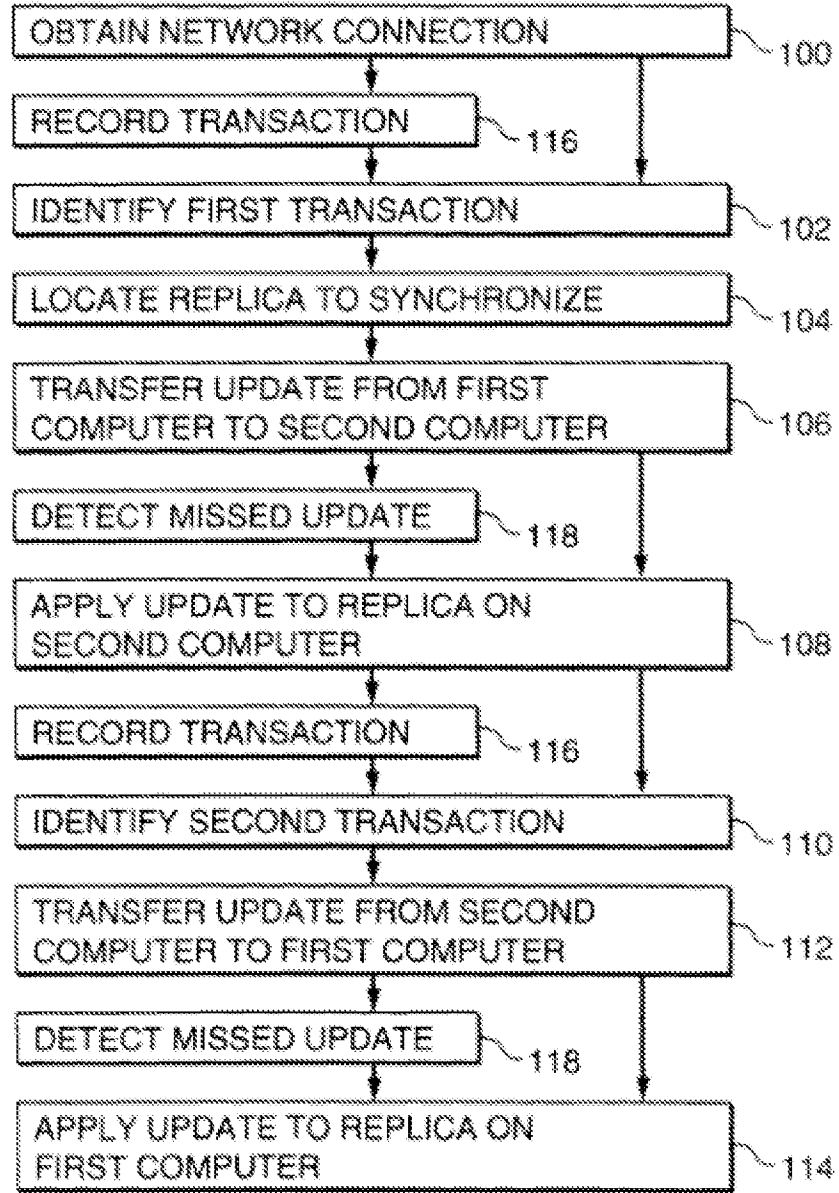 OBTAIN NETWORK CONNECTION
100
RECORD TRANSACTION
116
IDENTIFY FIRST TRANSACTION
102
LOCATE REPLICA TO SYNCHRONIZE
104
TRANSFER UPDATE FROM FIRST
COMPUTER TO SECOND COMPUTER
106
DETECT MISSED UPDATE
118
APPLY UPDATE TO REPLICA ON
SECOND COMPUTER
108
RECORD TRANSACTION
116
IDENTIFY SECOND TRANSACTION
110
TRANSFER UPDATE FROM SECOND
COMPUTER TO FIRST COMPUTER
112
DETECT MISSED UPDATE
118
APPLY UPDATE TO REPLICA ON
FIRST COMPUTER
114